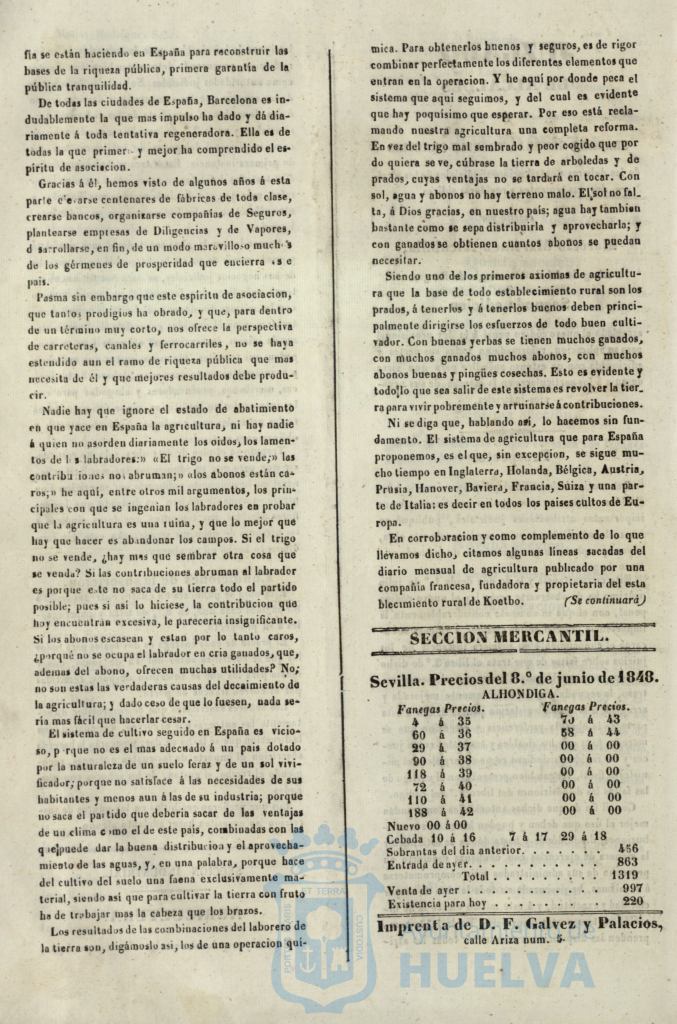 fia se están haciendo en España para reconstruir las
bases de la riqueza pública, primera garantía de la
pública tranquilidad.
De todas las ciudades de España, Barcelona es in-
dudablemente la que mas impulso ha dado y dá dia-
riamente á toda tentativa regeneradora. Ella es de
todas la que primer y mejor ha comprendido el es-
píritu de asociacion.
Gracias á él, hemos visto de algunos años á esta
parte c'earse centenares de fábricas de toda clase,
crearse bancos, organizarse compañías de Seguros,
plantearse empresas de Diligencias y de Vapores,
d sarrollarse, en fin, de un modo maravilloso much's
de los gérmenes de prosperidad que encierra es e
pais.
Pasma sin embargo que este espiritu de asociacion,
que tantos prodigios ha obrado, y que, para dentro
de un término muy corto, nos ofrece la perspectiva
de carreteras, canales y ferrocarriles, no se haya
estendido aun el ramo de riqueza pública que mas
necesita de él y que mejores resultados debe produ-
cir.
Nadie hay que ignore el estado de abatimiento
en que yace en España la agricultura, ni hay nadie
á quien no asorden diariamente los oidos, los lamen-
tos de l s labradores:» «El trigo no se vende;» las
contribu iones nos abruman;» «los abonos están ca-
ros;» he aquí, entre otros mil argumentos, los prin-
cipales con que se ingenian los labradores en probar
que la agricultura es una ruina, y que lo mejor que
hay que hacer es abandonar los campos. Si el trigo
no se vende, ¿hay mas que sembrar otra cosa que
se venda? Si las contribuciones abruman al labrador
es porque este no saca de su tierra todo el partido
posible; pues si asi lo hiciese, la contribucion que
hoy encuentran excesiva, le pareceria insignificante.
Si los abonos escasean y estan por lo tanto caros,
¿porqué no se ocupa el labrador en cria ganados, que,
ademas del abono, ofrecen muchas utilidades? No;
no son estas las verdaderas causas del decaimiento de
la agricultura; y dado ceso de que lo fuesen, nada se-
ria mas fácil que hacerlas cesar.
El sistema de cultivo seguido en España es vicio-
so, p rque no es el mas adecuado á un pais dotado
por la naturaleza de un suelo feraz y de un sol vivi-
ficador; porque no satisface á las necesidades de sus
habitantes y menos aun á las de su industria; porque
no saca el partido que deberia sacar de las ventajas
de un clima como el de este pais, combinadas con las
que puede dar la buena distribucion y el aprovecha-
miento de las aguas, y, en una palabra, porque hace
del cultivo del suelo una faena exclusivamente ma-
terial, siendo asi que para cultivar la tierra con fruto
ha de trabajar mas la cabeza que los brazos.
Los resultados de las combinaciones del laborero de
la tierra son, digámoslo asi, los de una operacion quí-
mica. Para obtenerlos buenos y seguros, es de rigor
combinar perfectamente los diferentes elementos que
entran en la operacion. Y he aquí por donde peca el
sistema que aqui seguimos, y del cual es evidente
que hay poquísimo que esperar. Por eso está recla-
mando nuestra agricultura una completa reforma.
En vez del trigo mal sembrado y peor cogido que por
do quiera se ve, cúbrase la tierra de arboledas y de
prados, cuyas ventajas no se tardará en tocar. Con
sol, agua y abonos no hay terreno malo. El sol no fal-
ta, á Dios gracias, en nuestro pais; agua hay tambien
bastante como se sepa distribuirla y aprovecharla; y
con ganados se obtienen cuantos abonos se puedan
necesitar.
Siendo uno de los primeros axiomas de agricultu-
ra que la base de todo establecimiento rural son los
prados, á tenerlos y á tenerlos buenos deben princi-
palmente dirigirse los esfuerzos de todo buen culti-
vador. Con buenas yerbas se tienen muchos ganados,
con muchos ganados muchos abonos, con muchos
abonos buenas y pingües cosechas. Esto es evidente y
todo lo que sea salir de este sistema es revolver la tier-
ra para vivir pobremente y arruinarse á contribuciones.
Ni se diga que, hablando asi, lo hacemos sin fun-
damento. El sistema de agricultura que para España
proponemos, es el que, sin excepcion, se sigue mu-
cho tiempo en Inglaterra, Holanda, Bélgica, Austria,
Prusia, Hanover, Baviera, Francia, Súiza y una par-
te de Italia: es decir en todos los paises cultos de Eu-
ropa.
En corroboracion y como complemento de lo que
llevamos dicho, citamos algunas líneas sacadas del
diario mensual de agricultura publicado por una
compañía francesa, fundadora y propietaria del esta
blecimiento rural de Koetbo. (Se continuará)
SECCION MERCANTIL.
Sevilla. Precios del 8.º de junio de 1848.
ALHONDIGA.
Fanegas Precios. Fanegas Precios.
4 á 35 70 á 43
60 á 36 58 á 44
29 á 37 00 á 00
90 á 38 00 á 00
118 á 39 00 á 00
72 á 40 00 á 00
110 á 41 00 á 00
188 á 42 00 á 00
Nuevo 00 á 00
Cebada 10 á 16 7 á 17 29 á 18
Sobrantes del dia anterior. . . . . . . 456
Entrada de ayer. . . . . . . . . . 863
Total . . . . . . . . . 1319
Venta de ayer . . . . . . . . . . 997
Existencia para hoy . . . . . . . . 220
Imprenta de D. F. Galvez y Palacios,
calle Ariza num. 5.
HUELVA